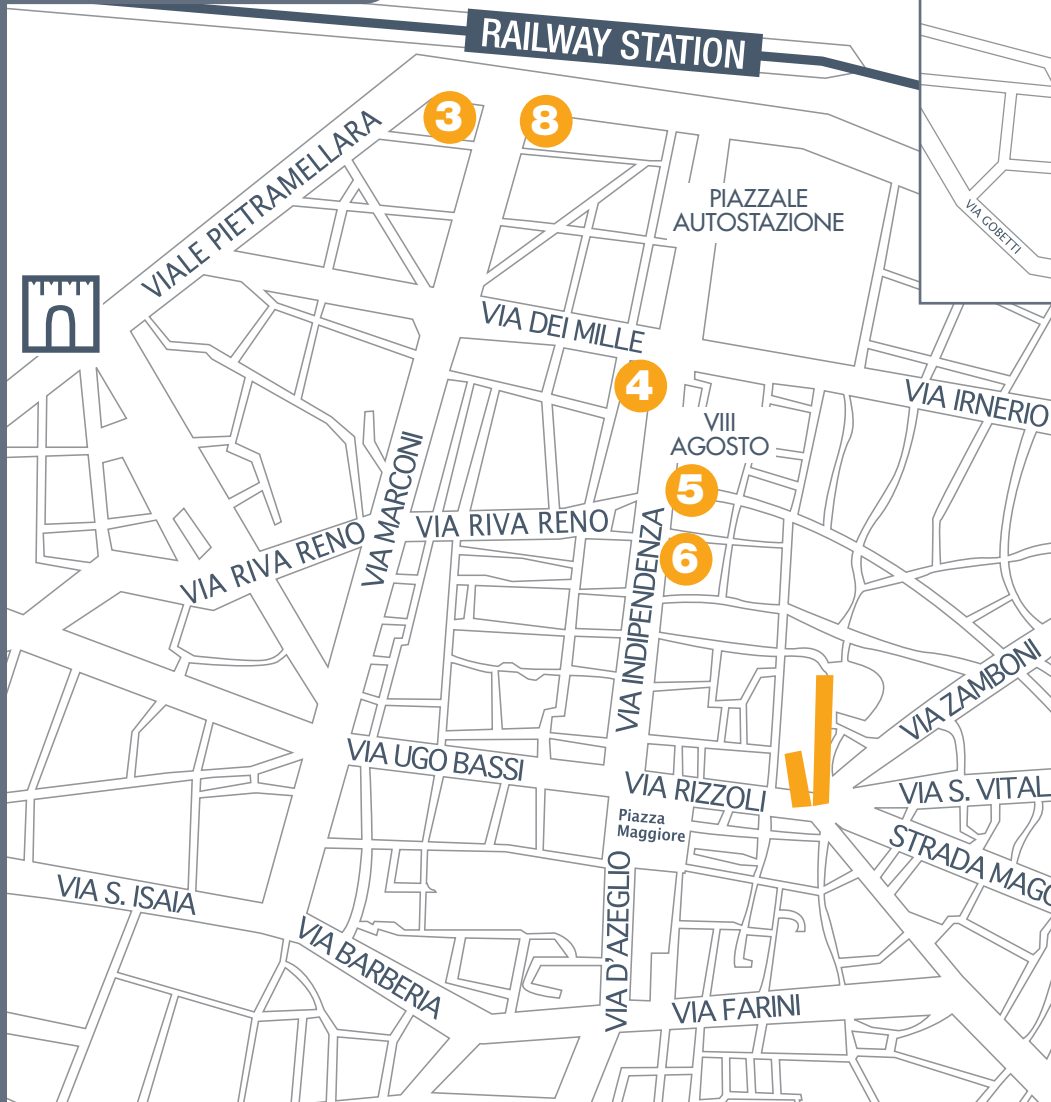 RAILWAY STATION
3
8
VIALE PIETRAMELLARA
PIAZZALE
AUTOSTAZIONE
VIA GOBETTI
VIA DEI MILLE
4
VIA IRNERIO
VIII
AGOSTO
5
VIA MARCONI
VIA RIVA RENO
VIA RIVA RENO
VIA INDIPENDENZA
6
VIA ZAMBONI
VIA UGO BASSI
VIA RIZZOLI
VIA S. VITAL
Piazza
Maggiore
STRADA MAGG
VIA S. ISAIA
VIA D'AZEGLIO
VIA BARBERIA
VIA FARINI